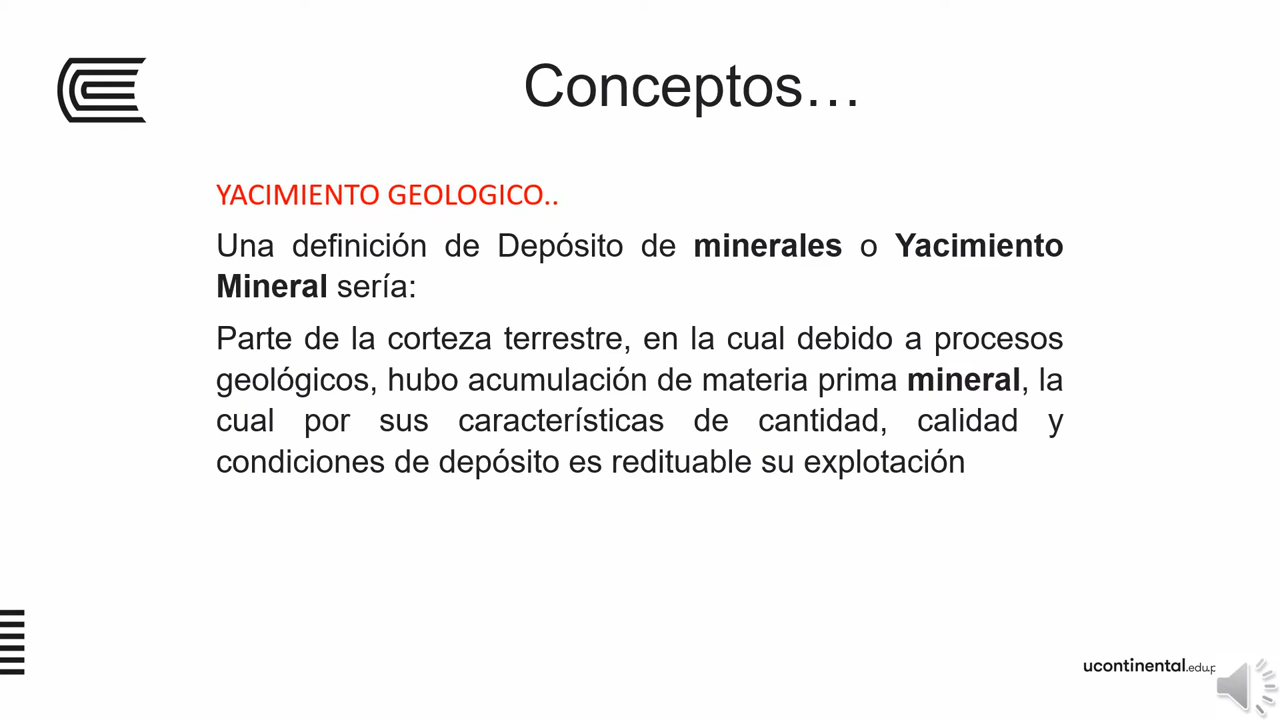 Conceptos…
YACIMIENTO GEOLOGICO..
Una definición de Depósito de minerales o Yacimiento
Mineral sería:
Parte de la corteza terrestre, en la cual debido a procesos
geológicos, hubo acumulación de materia prima mineral, la
cual por sus características de cantidad, calidad y
condiciones de depósito es redituable su explotación
ucontinental.edu.p